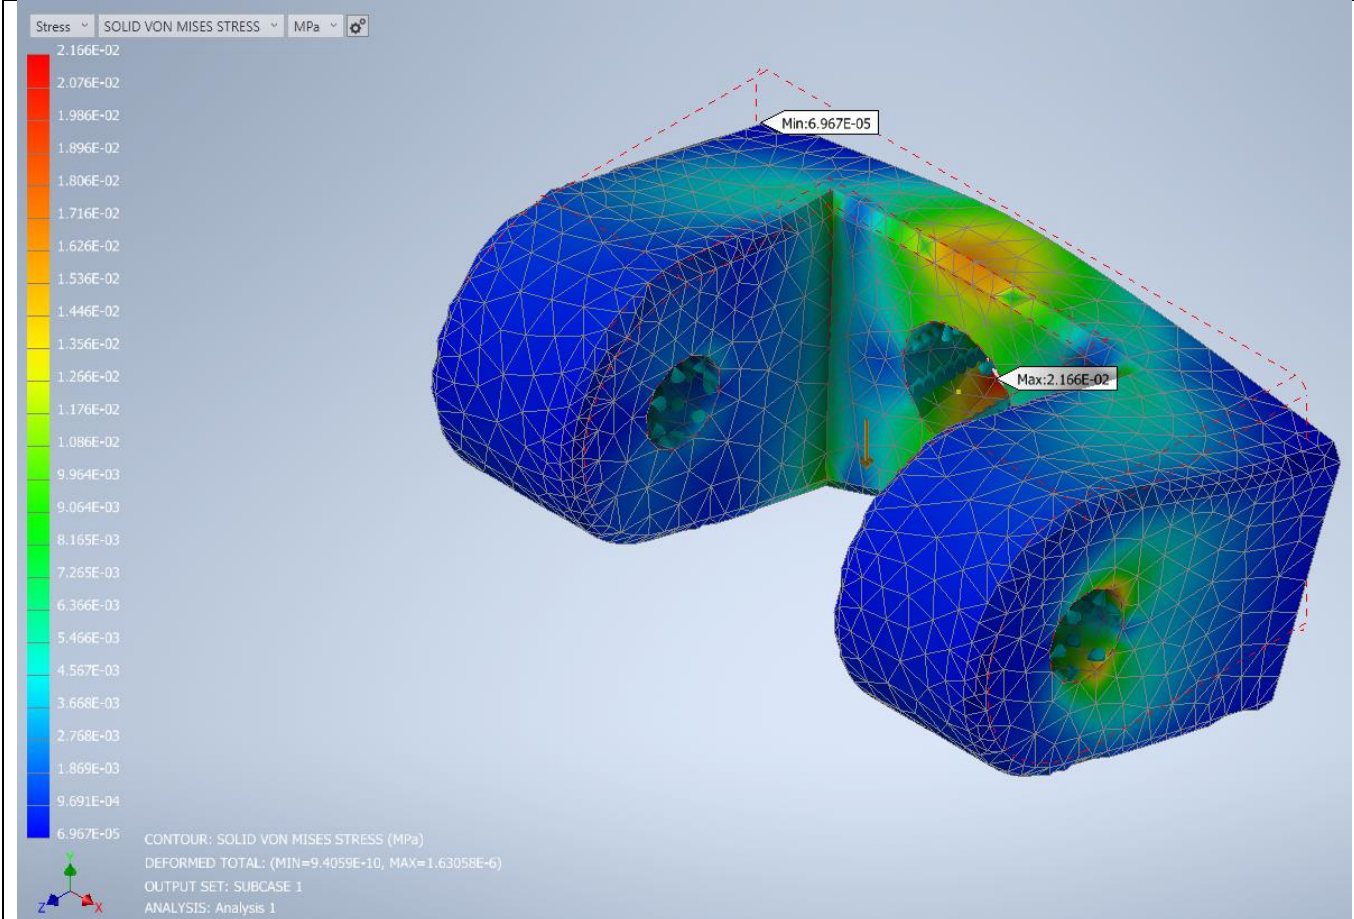 Stress SOLID VON MISES STRESS MPa
2.166E-02
2.076E-02
1.986E-02
1.896E-02
1.806E-02
1.716E-02
1.626E-02
1.536E-02
1.446E-02
1.356E-02
1.266E-02
1.176E-02
1.086E-02
9.964E-03
9.064E-03
8.165E-03
7.265E-03
6.366E-03
5.466E-03
4.567E-03
3.668E-03
2.768E-03
1.869E-03
9.691E-04
6.967E-05
Min:6.967E-05
Max:2.166E-02
CONTOUR: SOLID VON MISES STRESS (MPa)
DEFORMED TOTAL: (MIN=9.4059E-10, MAX=1.63058E-6)
OUTPUT SET: SUBCASE 1
ANALYSIS: Analysis 1
Y
Z X